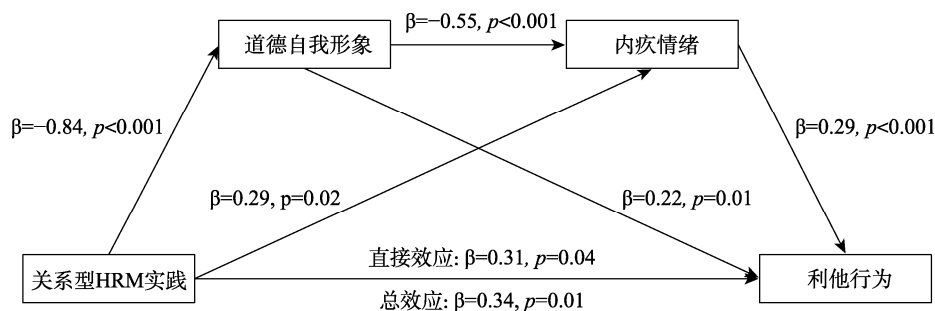 β=−0.55, p<0.001
道德自我形象
内疚情绪
β=−0.84, p<0.001
β=0.29, p<0.001
β=0.29, p=0.02
β=0.22, p=0.01
关系型HRM实践
直接效应: β=0.31, p=0.04
利他行为
总效应: β=0.34, p=0.01